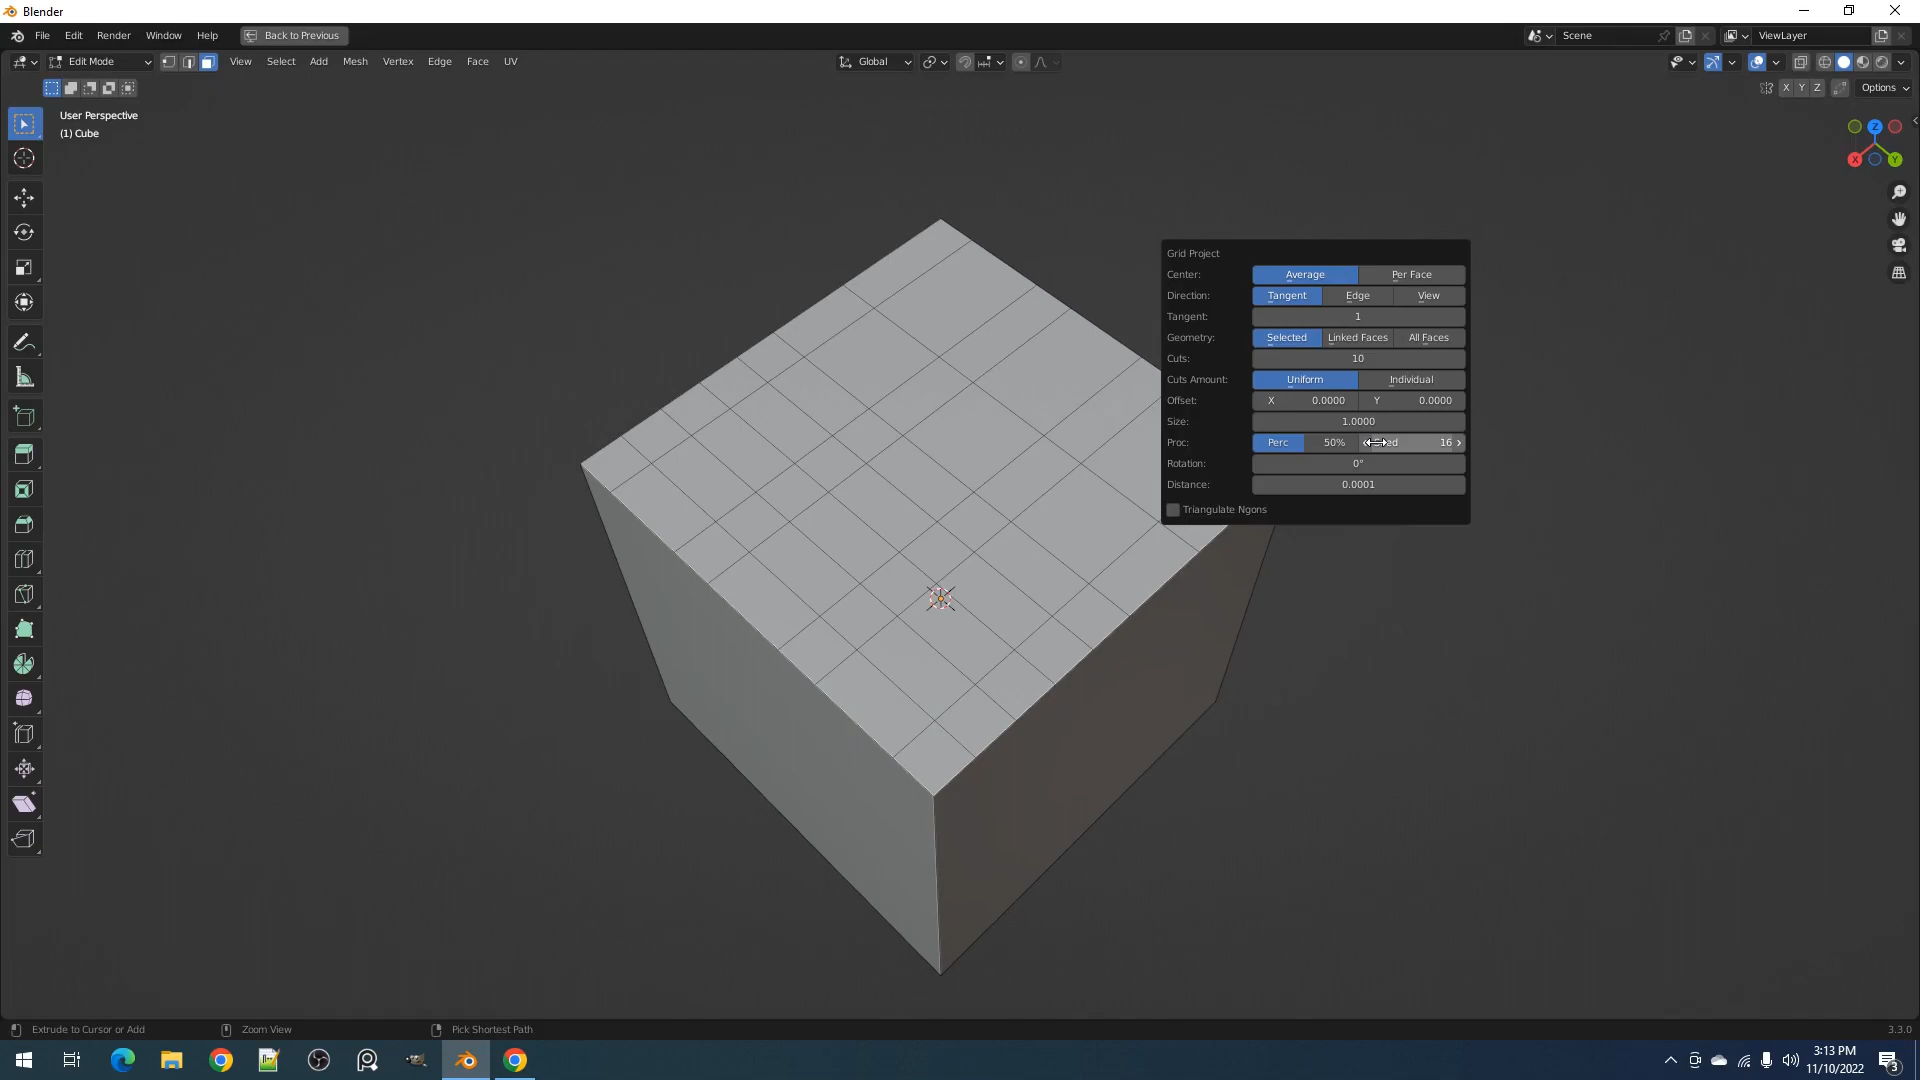 Blender
File Edit Render Window Help Back to Previous Scene ViewLayer
Edit Mode View Select Add Mesh Vertex Edge Face UV Global
X Y Z Options
User Perspective
(1) Cube
Z
X Y
Grid Project
Center: Average Per Face
Direction: Tangent Edge View
Tangent: 1
Geometry: Selected Linked Faces All Faces
Cuts: 10
Cuts Amount: Uniform Individual
Offset: X 0.0000 Y 0.0000
Size: 1.0000
Proc: Perc 50% 16
Rotation: 0°
Distance: 0.0001
Triangulate Ngons
Extrude to Cursor or Add Zoom View Pick Shortest Path 3.3.0
3:13 PM
11/10/2022
3